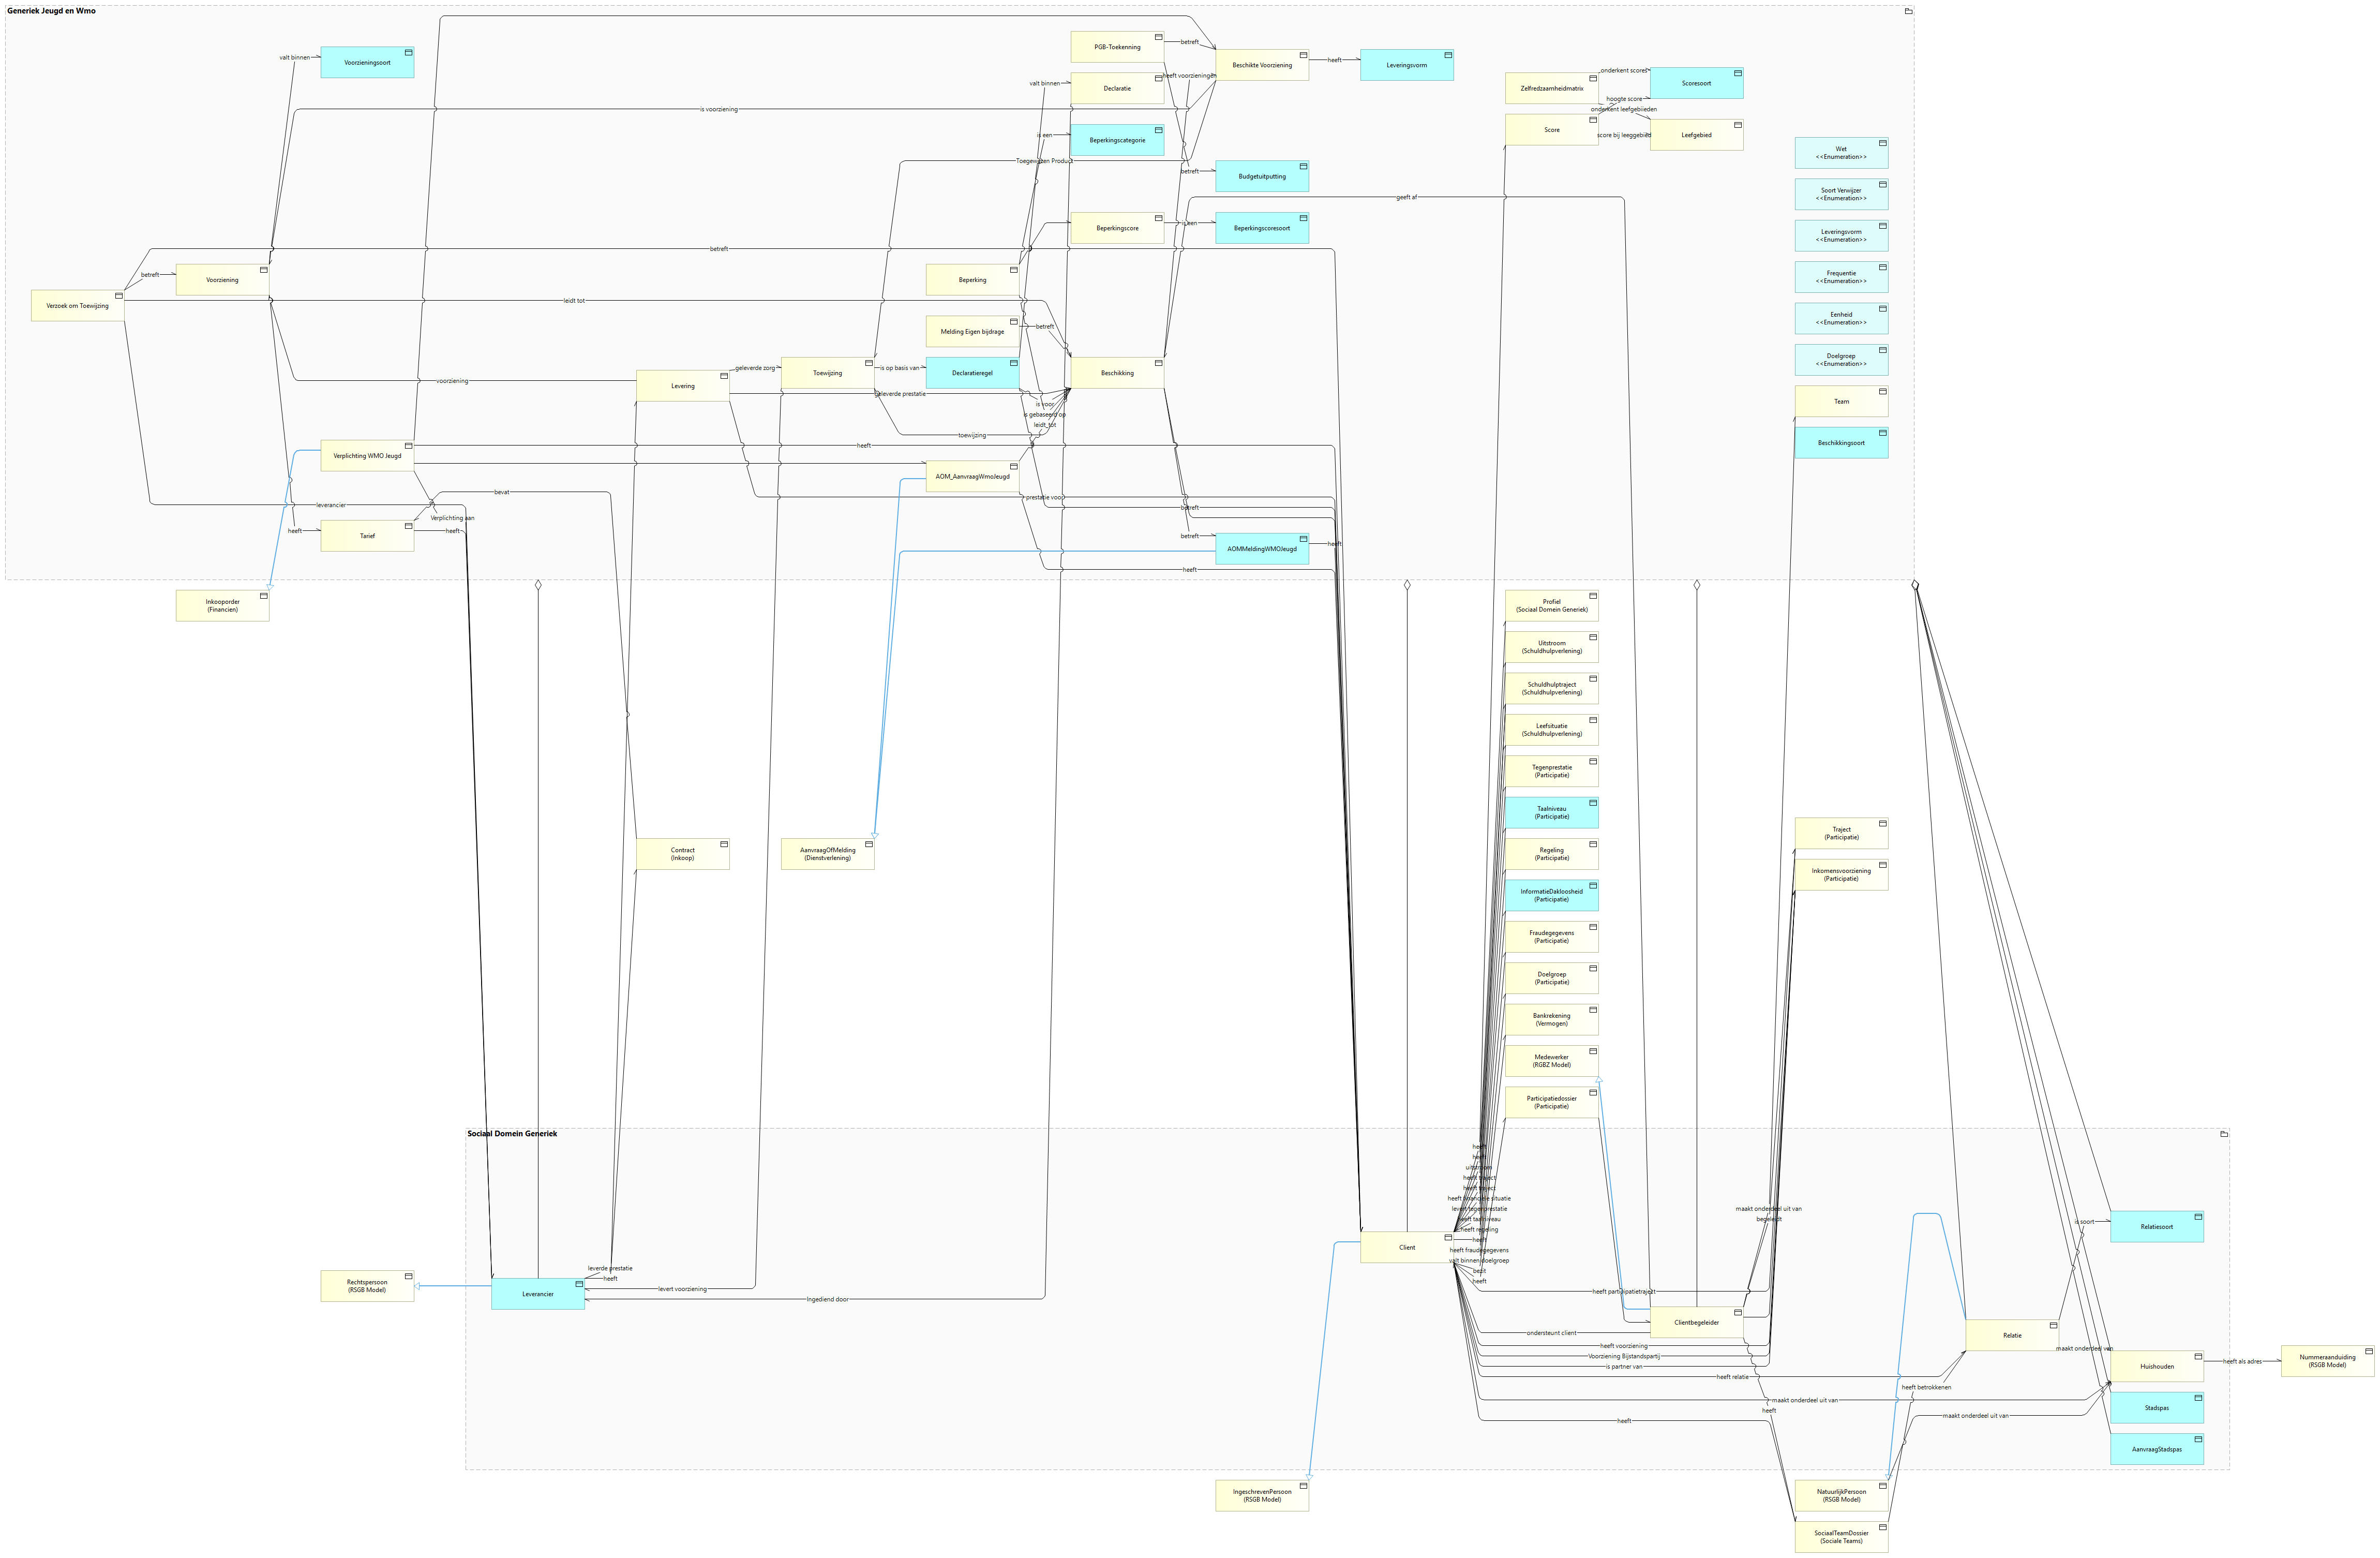 Generiek Jeugd en Wmo
Voorzieningsoort
valt binnen
PGB-Toekenning
betreft
Beschikte Voorziening
heeft
Leveringsvorm
heeft voorzieningen
valt binnen
Declaratie
Zelfredzaamheidmatrix
onderkent scores
Scoresoort
hoogte score
onderkent leefgebieden
is voorziening
Score
score bij leeggebied
Leefgebied
is een
Beperkingscategorie
Wet
<<Enumeration>>
Toegewezen Product
betreft
Budgetuitputting
Soort Verwijzer
<<Enumeration>>
geeft af
Beperkingscore
is een
Beperkingscoresoort
Leveringsvorm
<<Enumeration>>
betreft
betreft
Voorziening
Beperking
Frequentie
<<Enumeration>>
Verzoek om Toewijzing
leidt tot
Eenheid
<<Enumeration>>
Melding Eigen bijdrage
betreft
Doelgroep
<<Enumeration>>
voorziening
Levering
geleverde zorg
Toewijzing
is op basis van
Declaratieregel
Beschikking
geleverde prestatie
is voor
is gebaseerd op
leidt_tot
toewijzing
Team
Beschikkingsoort
Verplichting WMO Jeugd
heeft
AOM_AanvraagWmoJeugd
bevat
prestatie voor
leverancier
betreft
Verplichting aan
heeft
Tarief
heeft
betreft
AOMMeldingWMOJeugd
heeft
heeft
Inkooporder
(Financien)
Profiel
(Sociaal Domein Generiek)
Uitstroom
(Schuldhulpverlening)
Schuldhulptraject
(Schuldhulpverlening)
Leefsituatie
(Schuldhulpverlening)
Tegenprestatie
(Participatie)
Taalniveau
(Participatie)
Contract
(Inkoop)
AanvraagOfMelding
(Dienstverlening)
Regeling
(Participatie)
Traject
(Participatie)
InformatieDakloosheid
(Participatie)
Inkomensvoorziening
(Participatie)
Fraudegegevens
(Participatie)
Doelgroep
(Participatie)
Bankrekening
(Vermogen)
Medewerker
(RGBZ Model)
Participatiedossier
(Participatie)
Sociaal Domein Generiek
heeft
heeft
uitstroom
heeft traject
heeft traject
heeft financiële situatie
levert tegenprestatie
heeft taalniveau
heeft regeling
heeft
heeft fraudegegevens
valt binnen doelgroep
bezit
heeft
maakt onderdeel uit van
begeleidt
Client
is soort
Relatiesoort
Rechtspersoon
(RSGB Model)
Leverancier
leverde prestatie
heeft
levert voorziening
Ingediend door
heeft participatietraject
Clientbegeleider
ondersteunt client
heeft voorziening
Voorziening Bijstandspartij
is partner van
heeft relatie
Relatie
maakt onderdeel van
Huishouden
heeft als adres
Nummeraanduiding
(RSGB Model)
heeft betrokkenen
maakt onderdeel uit van
heeft
heeft
maakt onderdeel uit van
Stadspas
AanvraagStadspas
IngeschrevenPersoon
(RSGB Model)
NatuurlijkPersoon
(RSGB Model)
SociaalTeamDossier
(Sociale Teams)